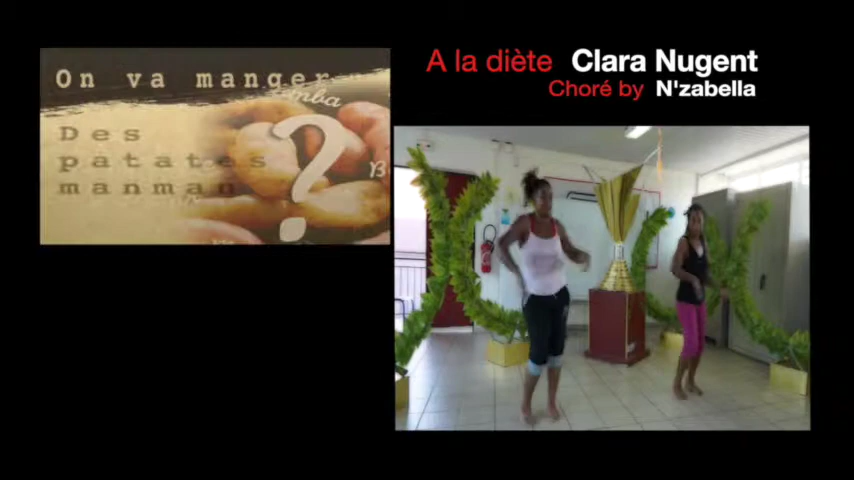 On va manger
Des
patates
manman
?
A la diète Clara Nugent
Choré by N'zabella